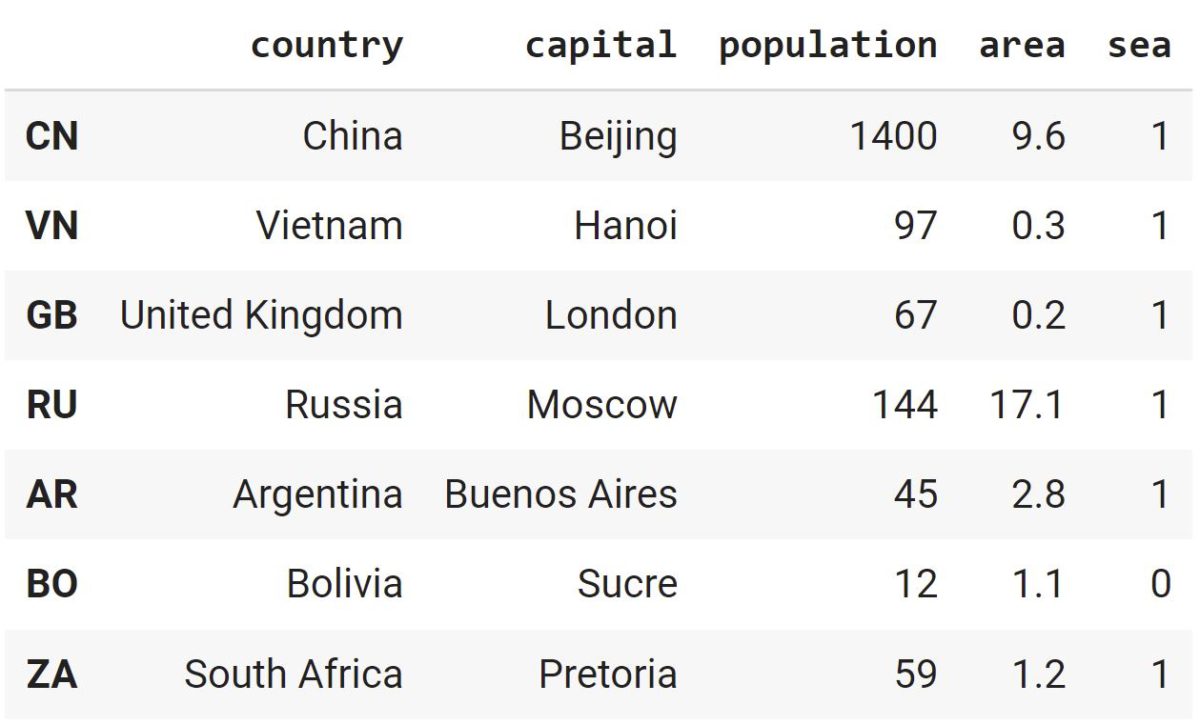 country capital population area sea
CN China Beijing 1400 9.6 1
VN Vietnam Hanoi 97 0.3 1
GB United Kingdom London 67 0.2 1
RU Russia Moscow 144 17.1 1
AR Argentina Buenos Aires 45 2.8 1
BO Bolivia Sucre 12 1.1 0
ZA South Africa Pretoria 59 1.2 1